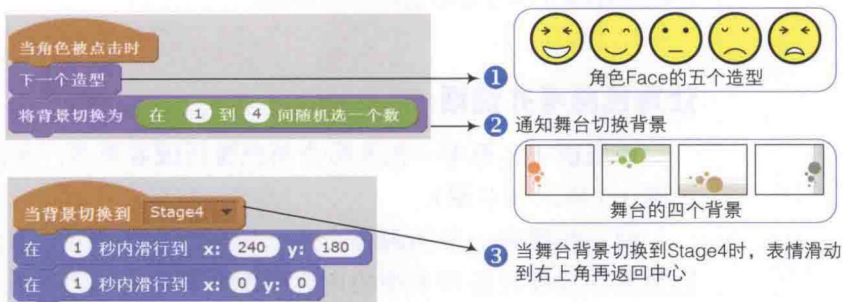 当角色被点击时
下一个造型
将背景切换为 在 1 到 4 间随机选一个数
1 角色Face的五个造型
2 通知舞台切换背景
舞台的四个背景
当背景切换到 Stage4
在 1 秒内滑行到 x: 240 y: 180
在 1 秒内滑行到 x: 0 y: 0
3 当舞台背景切换到Stage4时，表情滑动
到右上角再返回中心